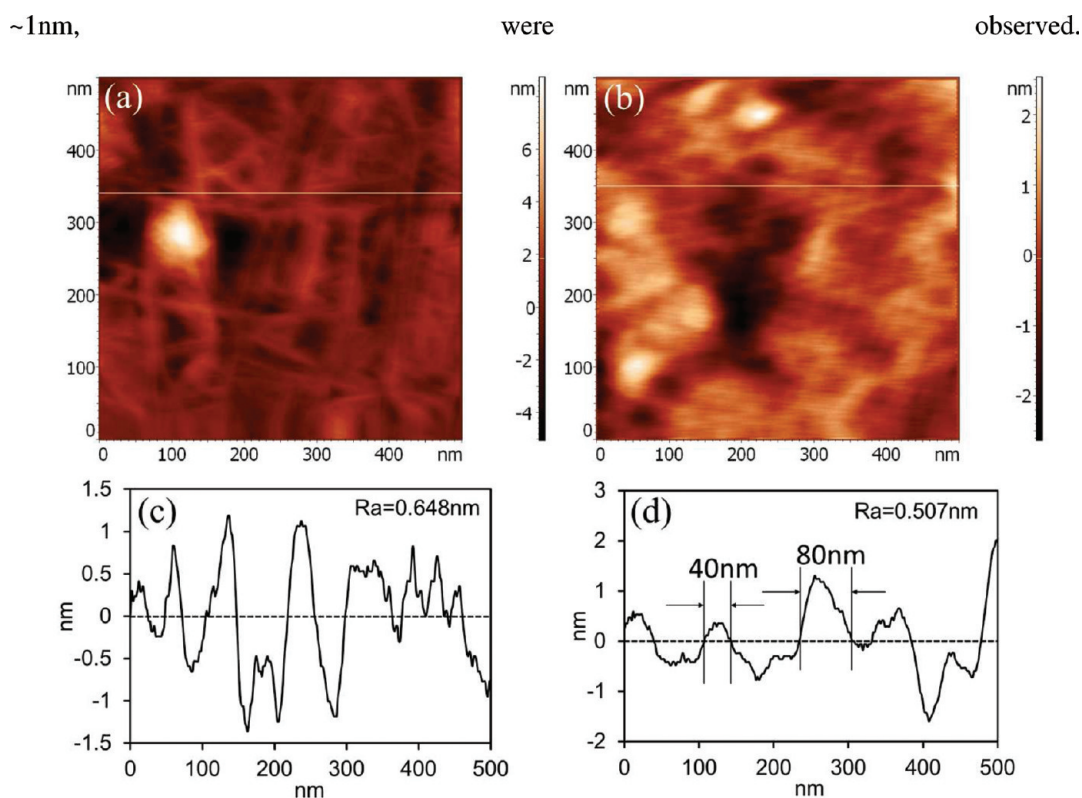 ~1nm, were observed.
nm (a) nm nm (b) nm
400 6 400 2
300 4 300 1
200 2 200 0
100 0 100 -1
0 -2 0 -2
-4
0 100 200 300 400 nm 0 100 200 300 400 nm
1.5 (c) Ra=0.648nm 3 (d) Ra=0.507nm
1 2 40nm 80nm
0.5 1
nm 0 nm 0
-0.5 -1
-1 -2
-1.5
0 100 200 300 400 500 0 100 200 300 400 500
nm nm